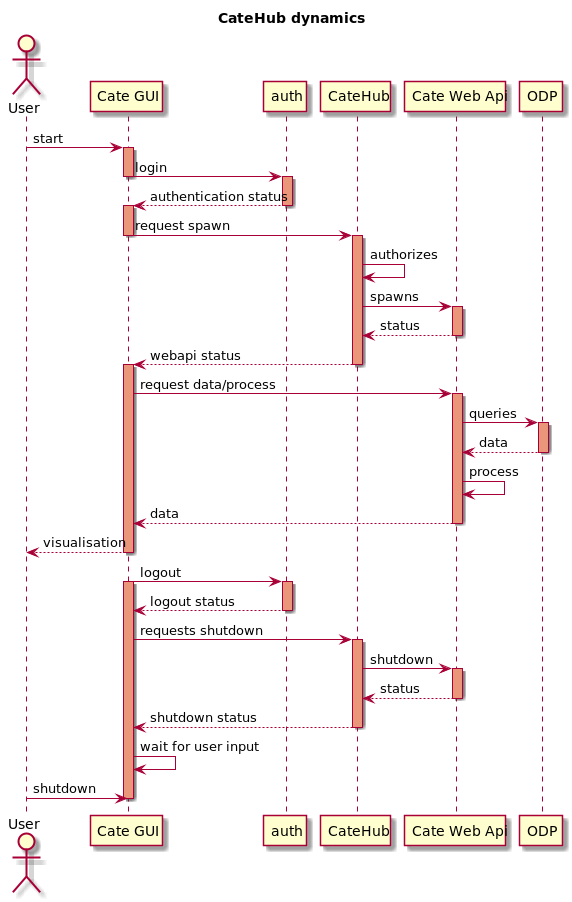 CateHub dynamics
User
Cate GUI
auth
CateHub
Cate Web Api
ODP
start
login
authentication status
request spawn
authorizes
spawns
status
webapi status
request data/process
queries
data
process
data
visualisation
logout
logout status
requests shutdown
shutdown
status
shutdown status
wait for user input
shutdown
User
Cate GUI
auth
CateHub
Cate Web Api
ODP